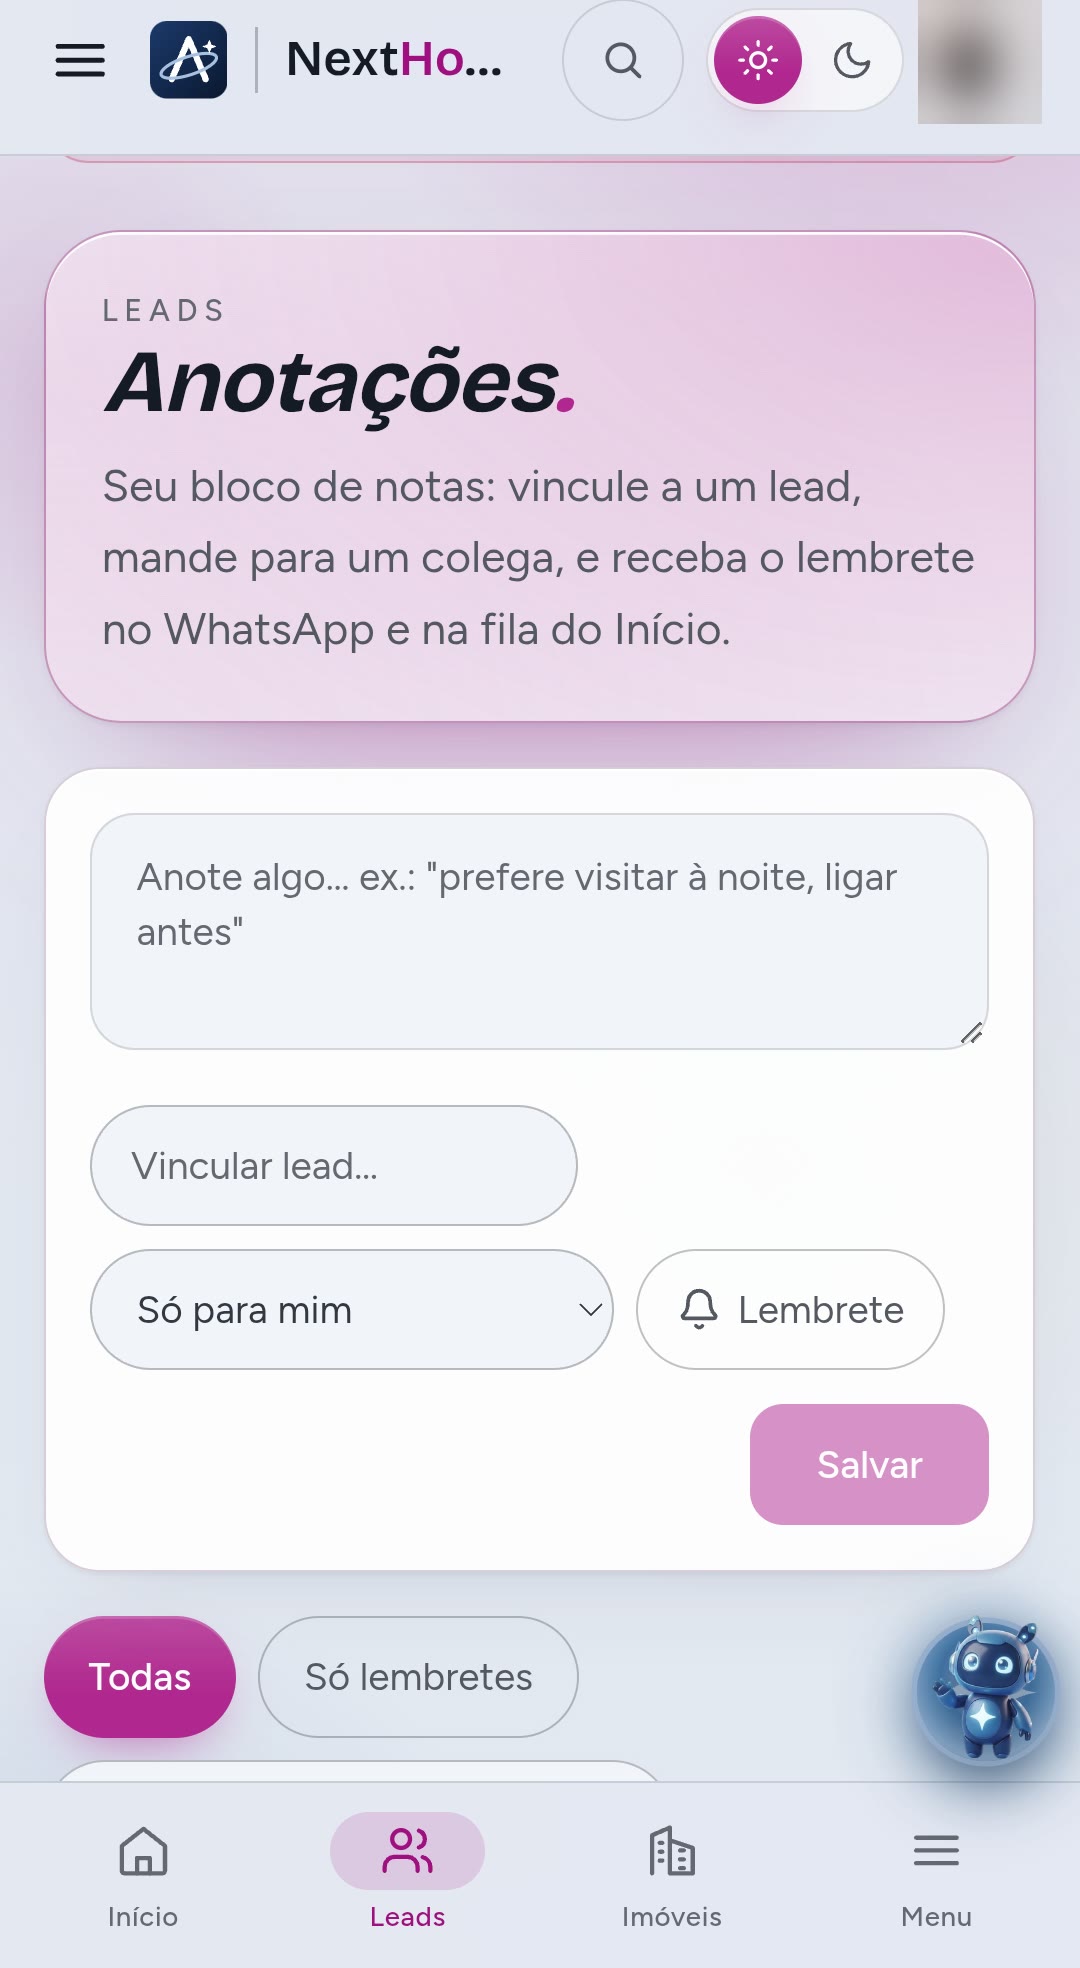 NextHo...
LEADS
Anotações.
Seu bloco de notas: vincule a um lead,
mande para um colega, e receba o lembrete
no WhatsApp e na fila do Início.
Anote algo... ex.: "prefere visitar à noite, ligar
antes"
Vincular lead...
Só para mim
Lembrete
Salvar
Todas
Só lembretes
Início
Leads
Imóveis
Menu